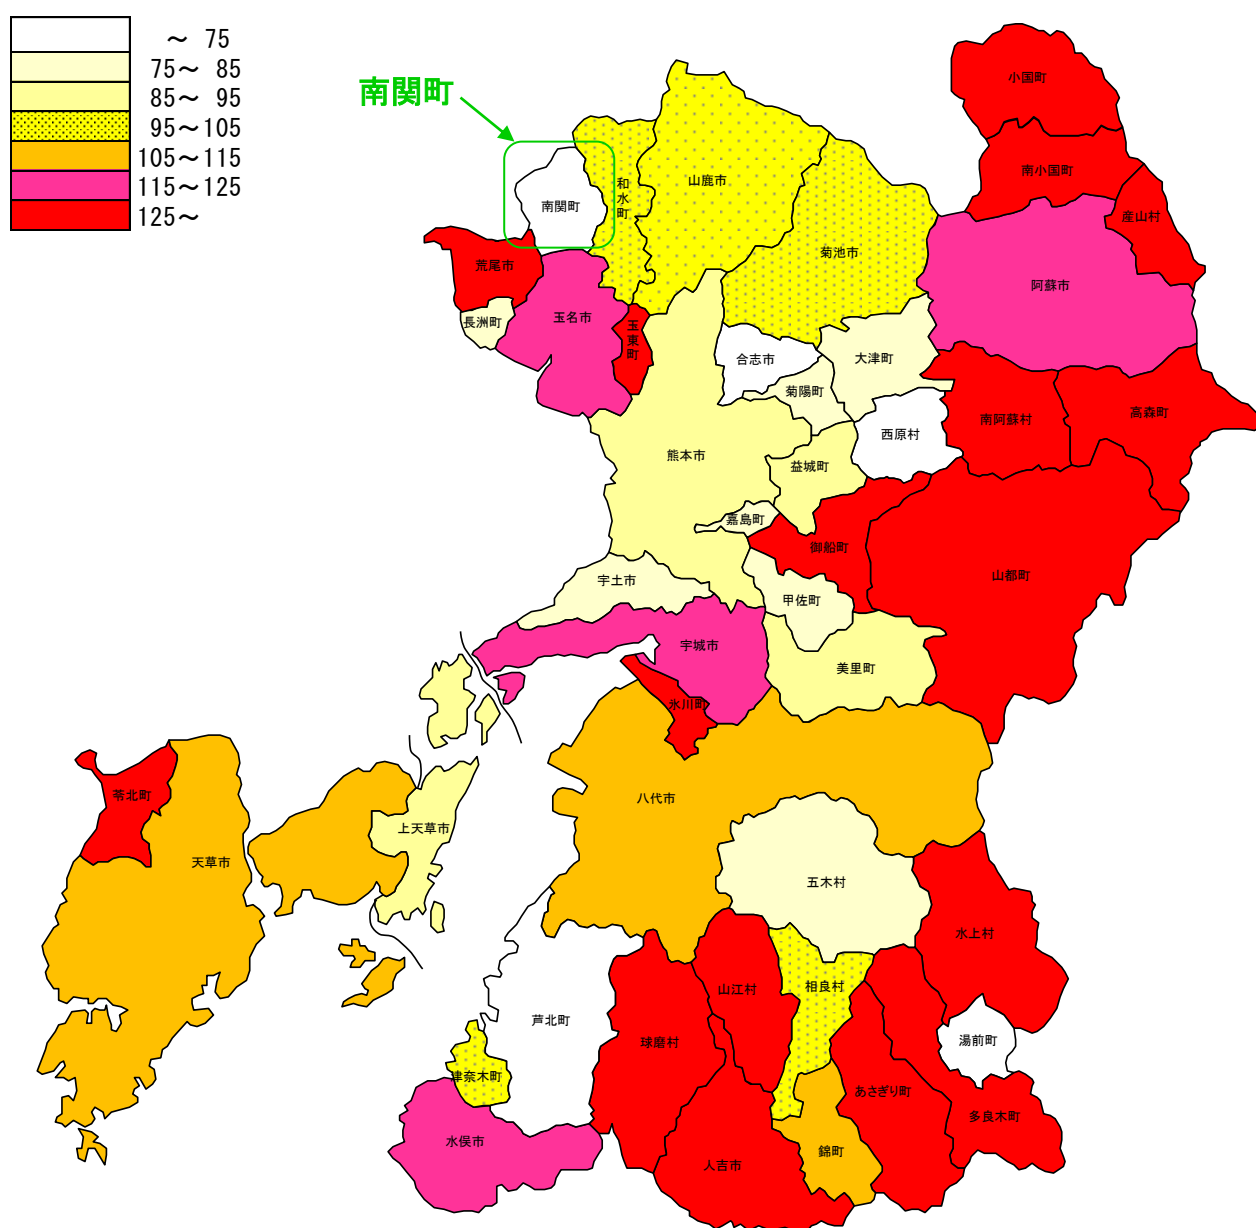 ～ 75
75～ 85
85～ 95
95～105
105～115
115～125
125～
南関町
小国町
南小国町
産山村
南関町
和水町
山鹿市
菊池市
阿蘇市
荒尾市
長洲町
玉名市
玉東町
合志市
大津町
菊陽町
西原村
南阿蘇村
高森町
熊本市
益城町
嘉島町
御船町
山都町
宇土市
甲佐町
宇城市
美里町
氷川町
苓北町
天草市
上天草市
八代市
五木村
水上村
山江村
相良村
芦北町
球磨村
湯前町
津奈木町
あさぎり町
多良木町
水俣市
人吉市
錦町